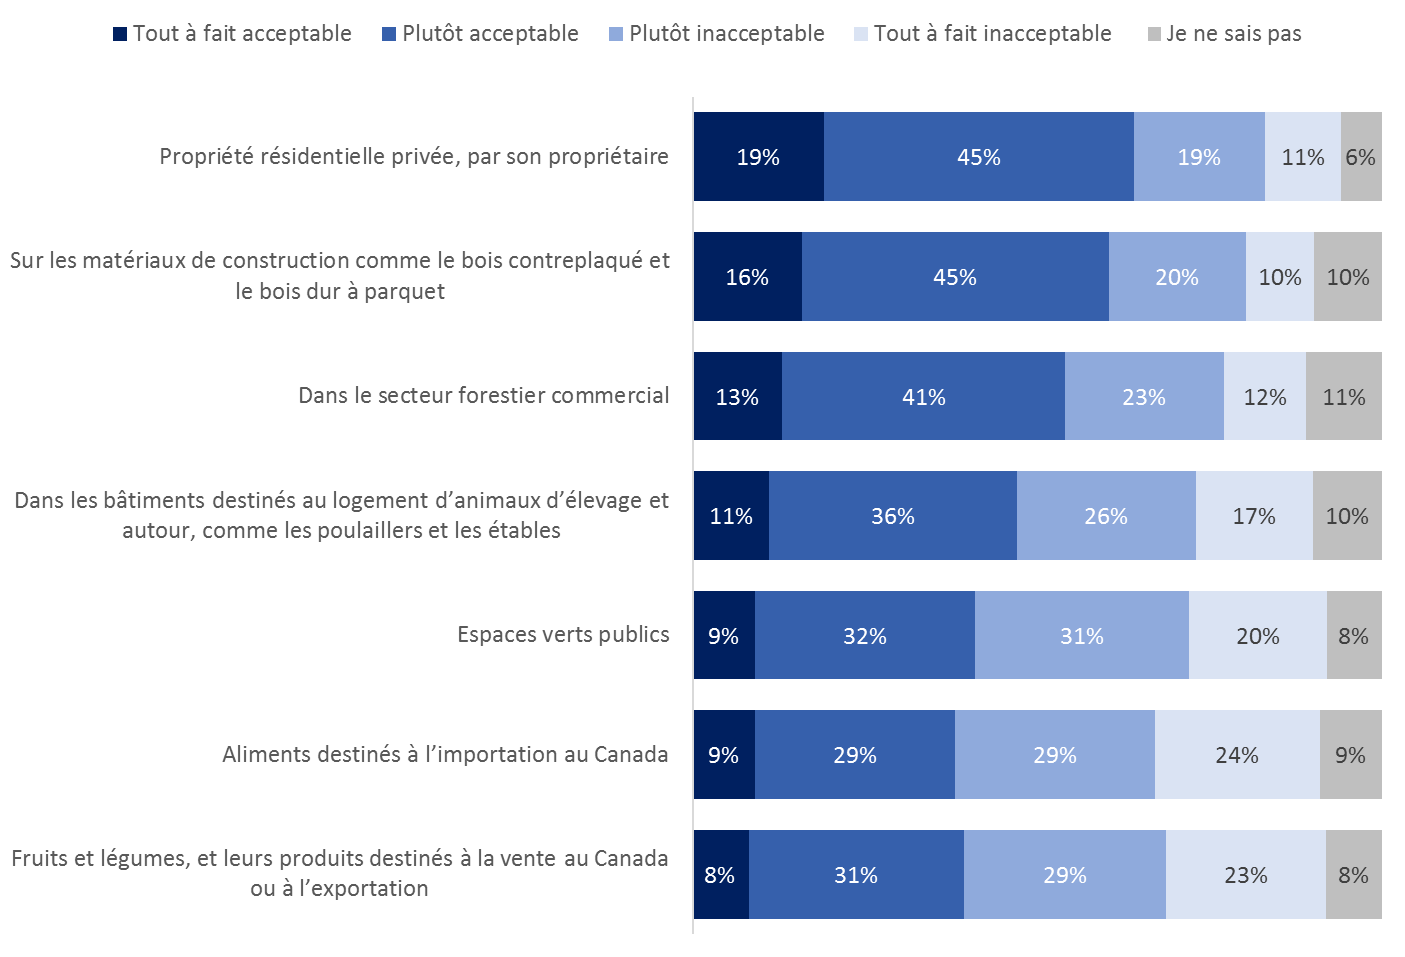 Tout à fait acceptable Plutôt acceptable Plutôt inacceptable Tout à fait inacceptable Je ne sais pas
Propriété résidentielle privée, par son propriétaire 19% 45% 19% 11% 6%
Sur les matériaux de construction comme le bois contreplaqué et
le bois dur à parquet 16% 45% 20% 10% 10%
Dans le secteur forestier commercial 13% 41% 23% 12% 11%
Dans les bâtiments destinés au logement d’animaux d’élevage et
autour, comme les poulaillers et les étables 11% 36% 26% 17% 10%
Espaces verts publics 9% 32% 31% 20% 8%
Aliments destinés à l’importation au Canada 9% 29% 29% 24% 9%
Fruits et légumes, et leurs produits destinés à la vente au Canada
ou à l’exportation 8% 31% 29% 23% 8%